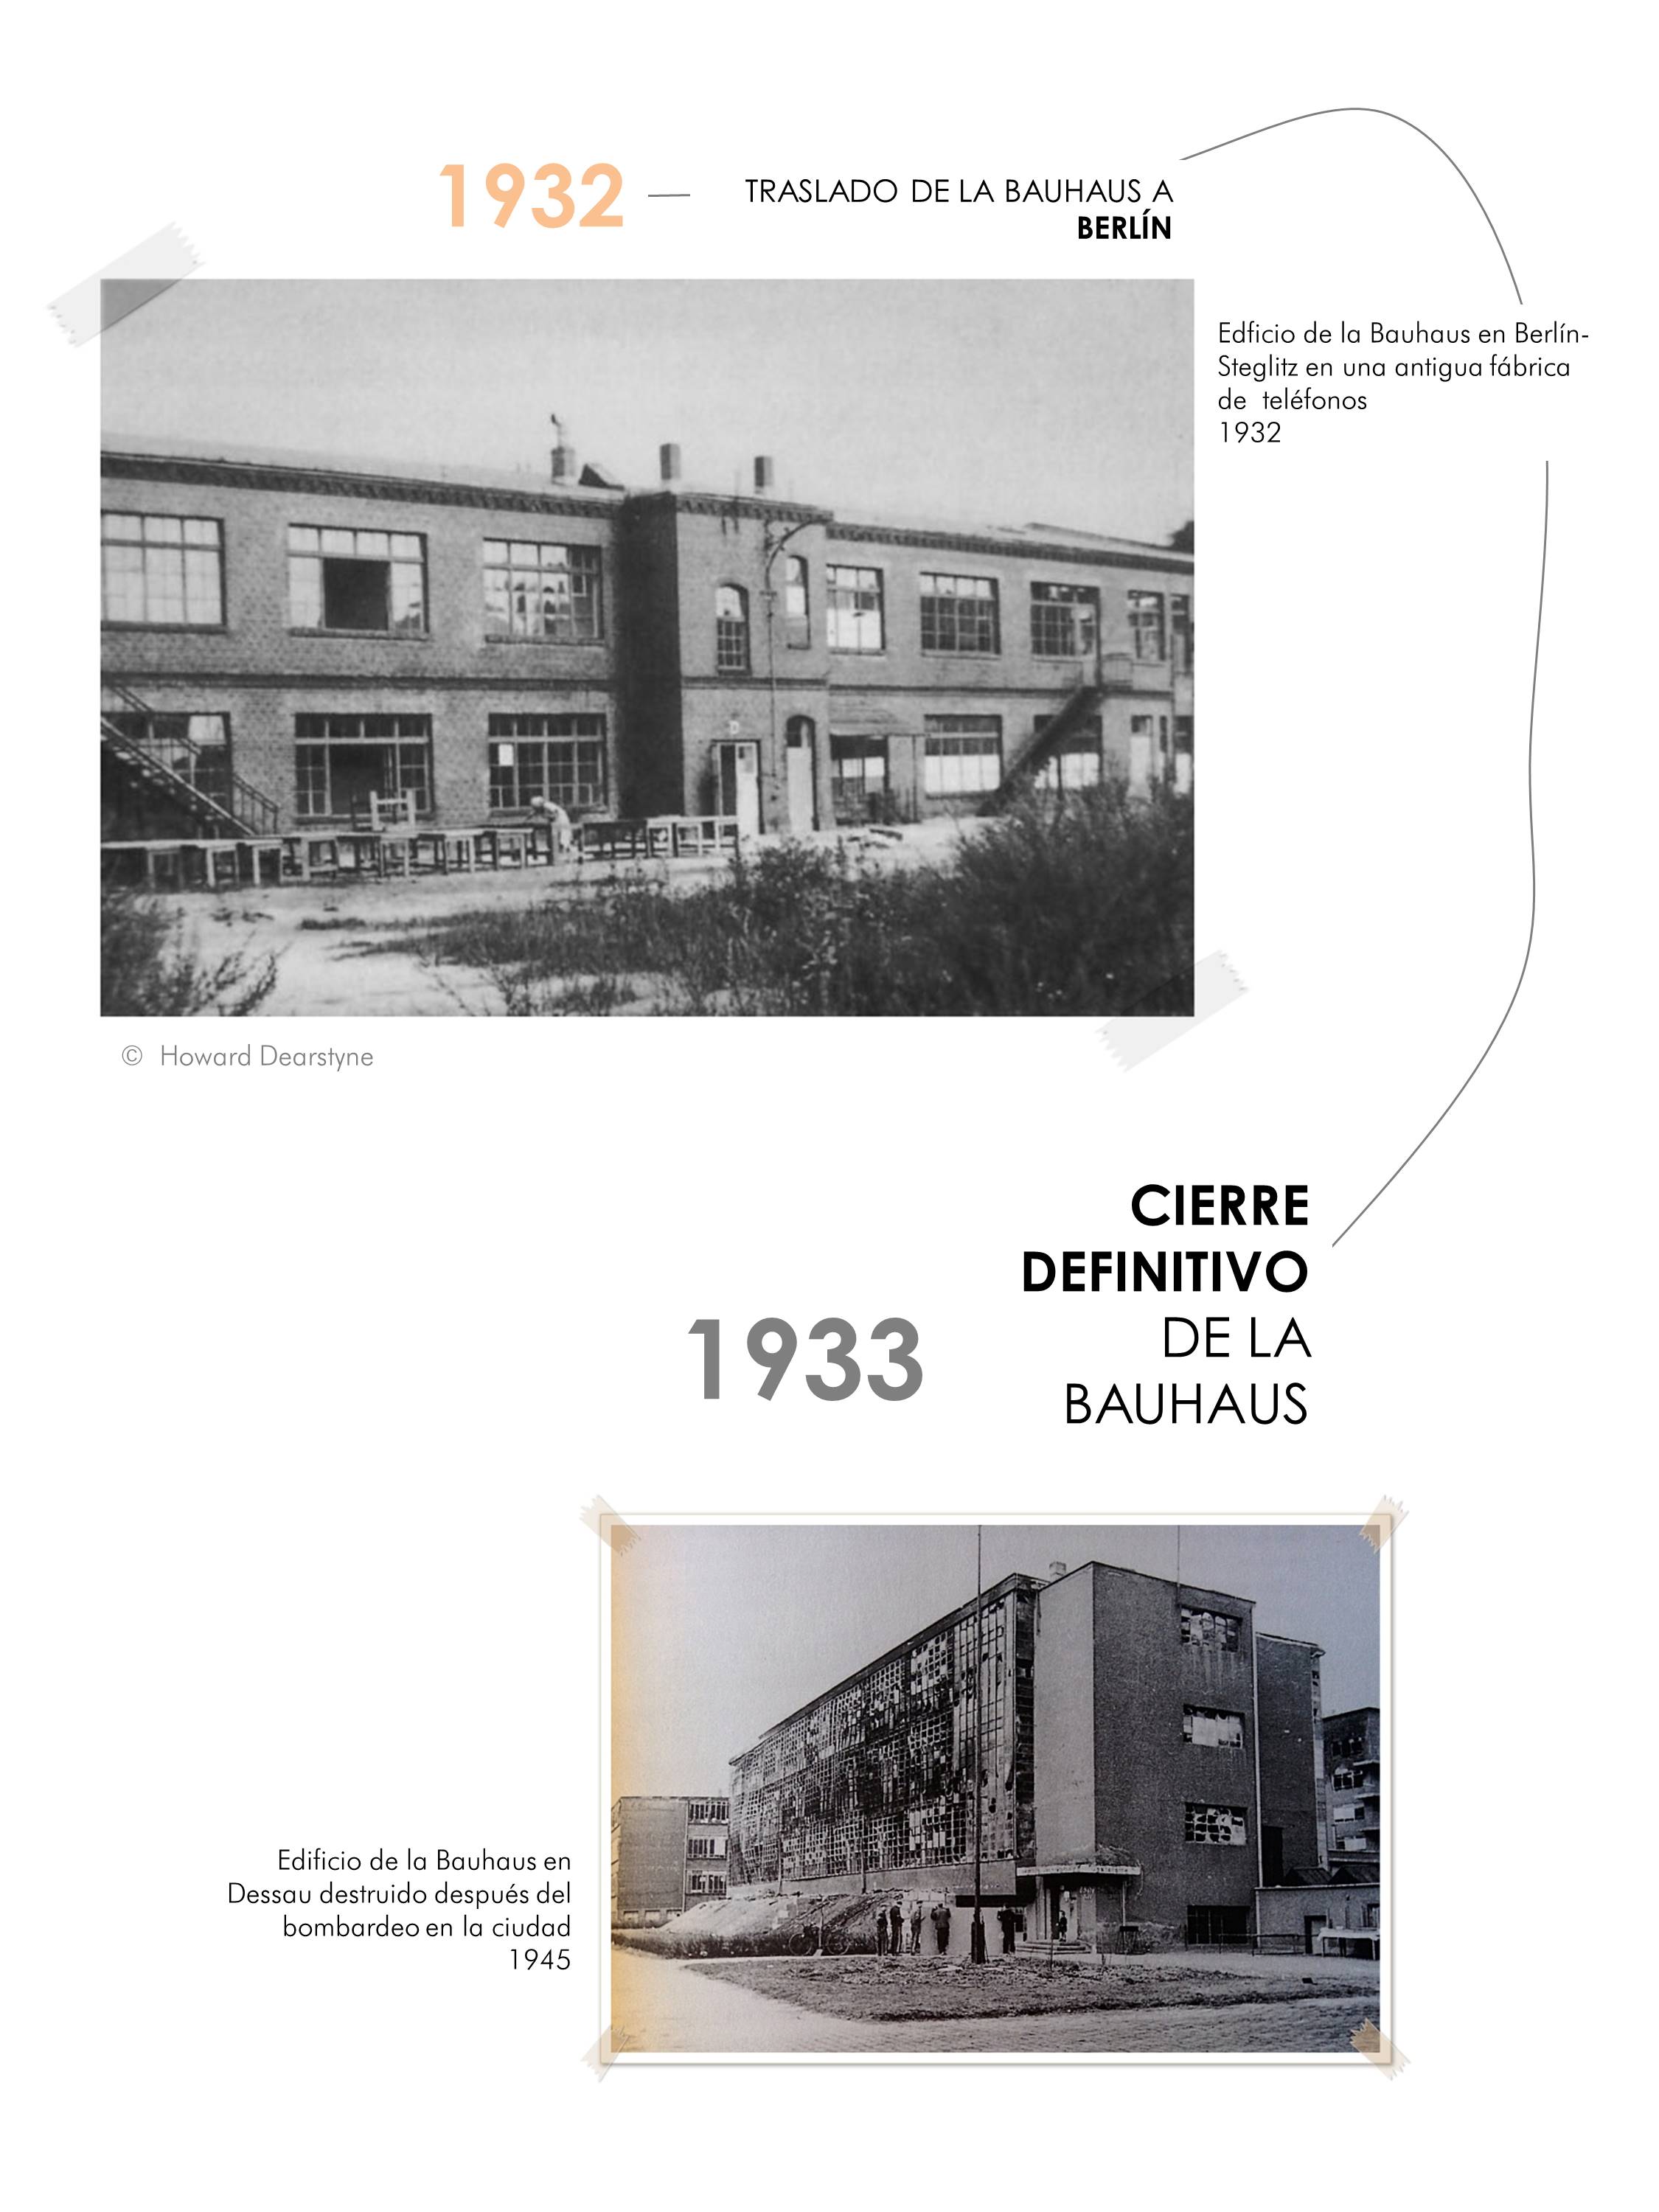 1932 — TRASLADO DE LA BAUHAUS A
BERLÍN
Edficio de la Bauhaus en Berlín-
Steglitz en una antigua fábrica
de teléfonos
1932
© Howard Dearstyne
CIERRE
DEFINITIVO
DE LA
BAUHAUS
1933
Edificio de la Bauhaus en
Dessau destruido después del
bombardeo en la ciudad
1945